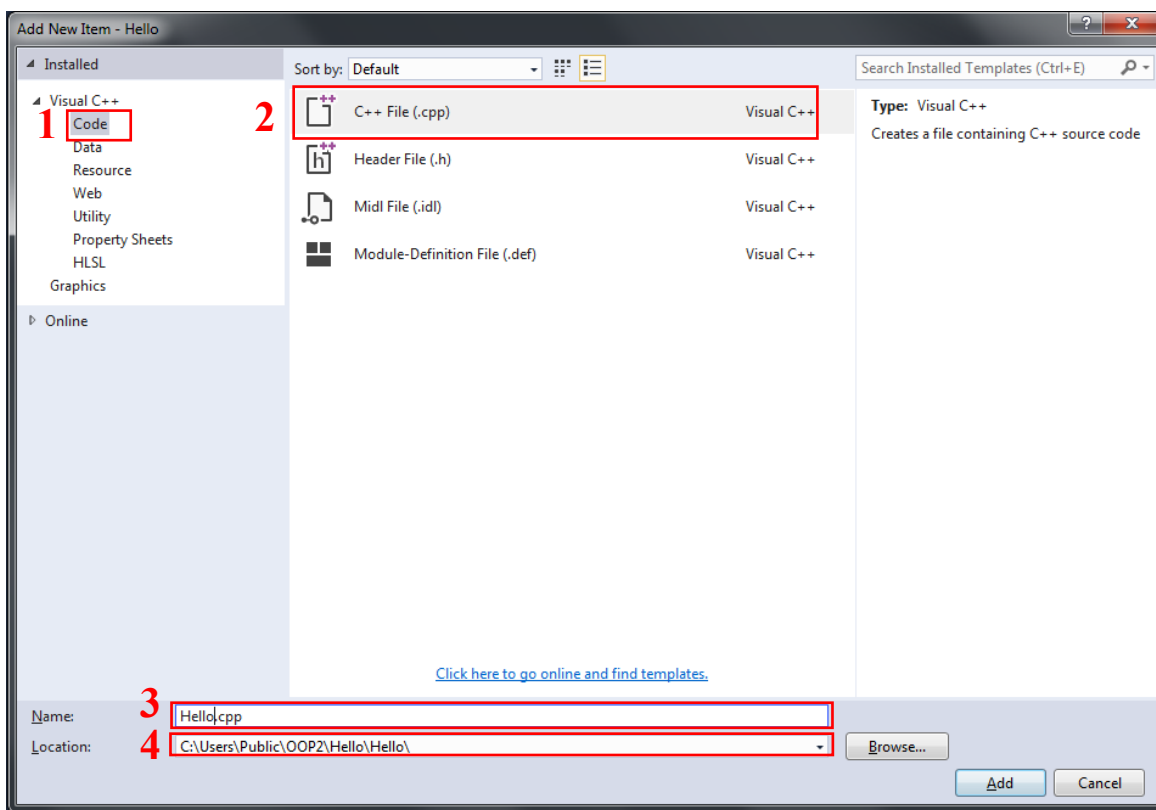 Add New Item - Hello
Installed
Sort by: Default
Search Installed Templates (Ctrl+E)
Visual C++
1 Code
Data
Resource
Web
Utility
Property Sheets
HLSL
Graphics
Online
2 C++ File (.cpp) Visual C++
Header File (.h) Visual C++
Midl File (.idl) Visual C++
Module-Definition File (.def) Visual C++
Type: Visual C++
Creates a file containing C++ source code
Click here to go online and find templates.
Name: 3 Hello.cpp
Location: 4 C:\Users\Public\OOP2\Hello\Hello\ Browse...
Add Cancel